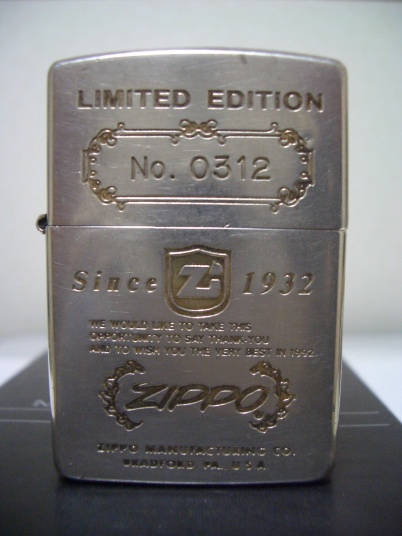 LIMITED EDITION
No. 0312
Since Z 1932
WE WOULD LIKE TO TAKE THIS
OPPORTUNITY TO SAY THANK-YOU
AND TO WISH YOU THE VERY BEST IN 1992.
ZIPPO
ZIPPO MANUFACTURING CO.
BRADFORD. PA. U.S.A